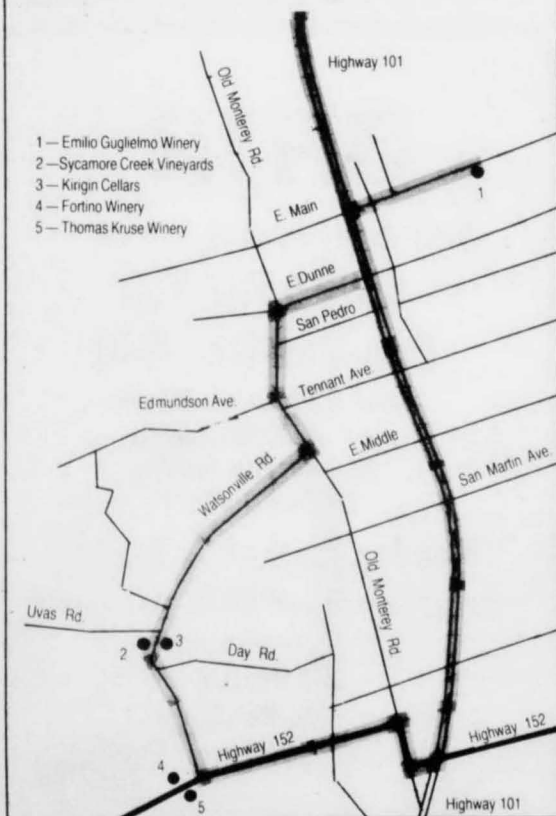 Highway 101
Old Monterey Rd.
1 — Emilio Guglielmo Winery
2 — Sycamore Creek Vineyards
3 — Kirigin Cellars
4 — Fortino Winery
5 — Thomas Kruse Winery
1
E. Main
E. Dunne
San Pedro
Tennant Ave.
Edmundson Ave.
E. Middle
San Martin Ave.
Watsonville Rd.
Old Monterey Rd.
Uvas Rd.
2
3
Day Rd.
Highway 152
Highway 152
4
5
Highway 101